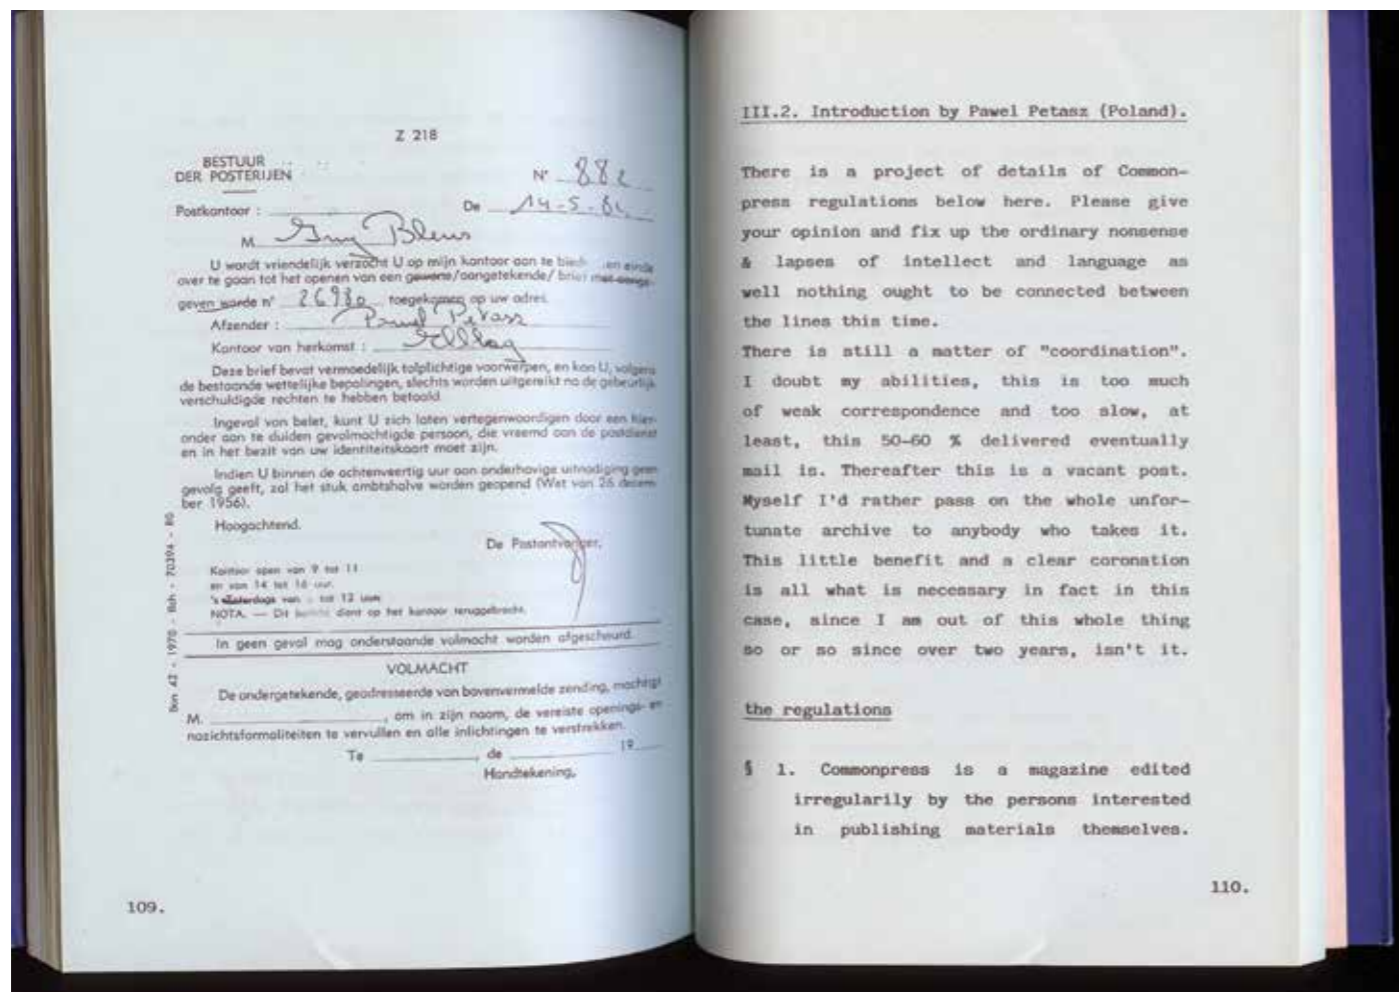 Z 218
BESTUUR
DER POSTERIJEN
N° 882
Postkantoor : De 14-5-
M Guy Bleus
U wordt vriendelijk verzocht U op mijn kantoor aan te bieden einde
over te gaan tot het openen van een gewone/aangetekende/ brief met aange-
geven waarde n° 26980 toegekomen op uw adres.
Afzender : Pawel Petasz
Kantoor van herkomst :
Deze brief bevat vermoedelijk tolplichtige voorwerpen, en kan U, volgens
de bestaande wettelijke bepalingen, slechts worden uitgereikt na de gebeurlijk
verschuldigde rechten te hebben betaald.
Ingeval van belet, kunt U zich laten vertegenwoordigen door een hier-
onder aan te duiden gevolmachtigde persoon, die vreemd aan de postdienst
en in het bezit van uw identiteitskaart moet zijn.
Indien U binnen de achtenveertig uur aan onderhavige uitnodiging geen
gevolg geeft, zal het stuk ambtshalve worden geopend (Wet van 26 decem-
ber 1956).
Hoogachtend.
De Postontvanger,
Kantoor open van 9 tot 11
en van 14 tot 16 uur.
's Zaterdags van tot 12 uur
NOTA. — Dit bericht dient op het kantoor teruggebracht.
In geen geval mag onderstaande volmacht worden afgescheurd.
VOLMACHT
De ondergetekende, geadresseerde van bovenvermelde zending, machtigt
M. , om in zijn naam, de vereiste openings- en
nazichtsformaliteiten te vervullen en alle inlichtingen te verstrekken.
Te , de 19
Handtekening,
Bon 42 - 1970 - Bch - 70394 - BG
109.
III.2. Introduction by Pawel Petasz (Poland).
There is a project of details of Common-
press regulations below here. Please give
your opinion and fix up the ordinary nonsense
& lapses of intellect and language as
well nothing ought to be connected between
the lines this time.
There is still a matter of "coordination".
I doubt my abilities, this is too much
of weak correspondence and too slow, at
least, this 50-60 % delivered eventually
mail is. Thereafter this is a vacant post.
Myself I'd rather pass on the whole unfor-
tunate archive to anybody who takes it.
This little benefit and a clear coronation
is all what is necessary in fact in this
case, since I am out of this whole thing
so or so since over two years, isn't it.
the regulations
§ 1. Commonpress is a magazine edited
irregularily by the persons interested
in publishing materials themselves.
110.